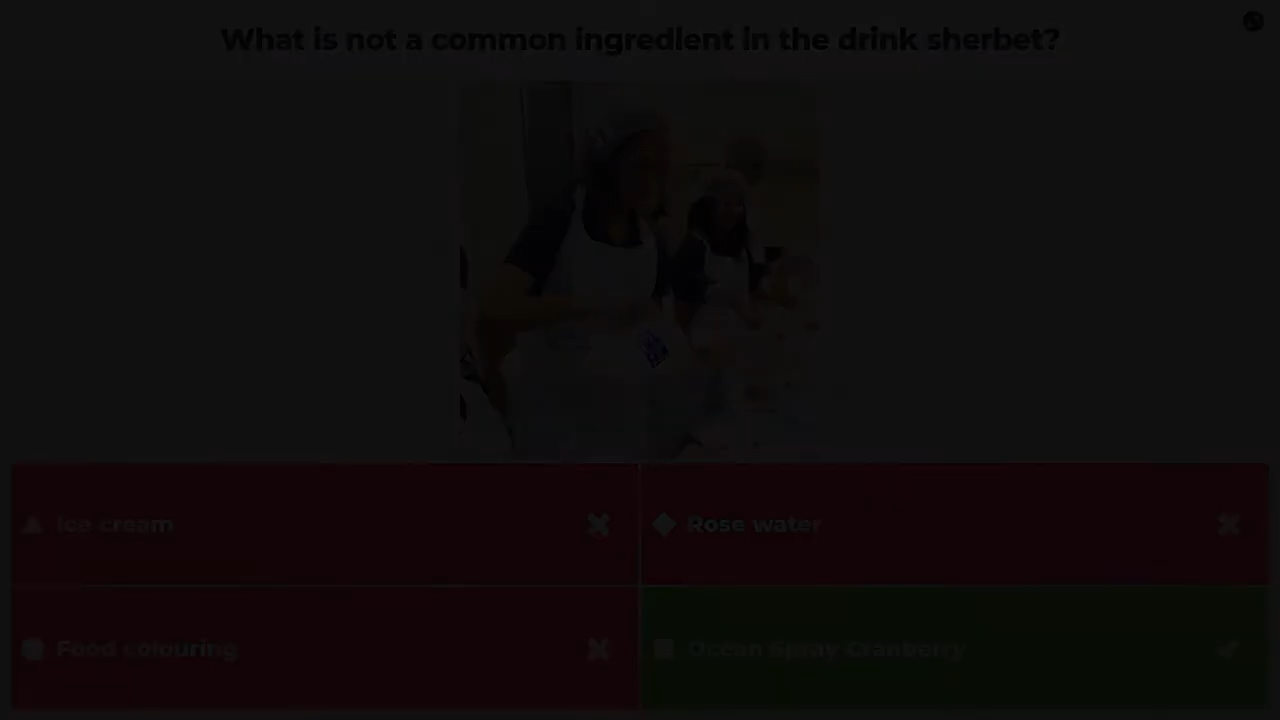 What is not a common ingredient in the drink sherbet?
Ice cream
Rose water
Food colouring
Ocean Spray Cranberry